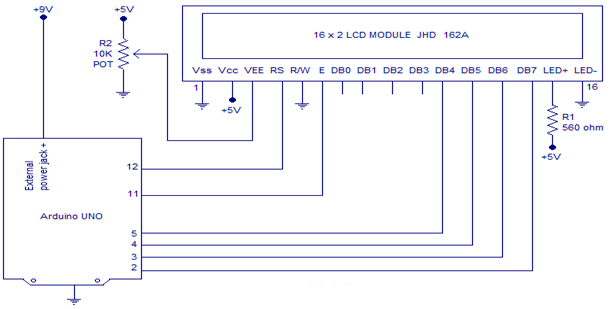 +9V
+5V
R2
10K
POT
16 x 2 LCD MODULE JHD 162A
Vss Vcc VEE RS R/W E DB0 DB1 DB2 DB3 DB4 DB5 DB6 DB7 LED+ LED-
1
16
+5V
R1
560 ohm
+5V
External
power jack +
12
11
Arduino UNO
5
4
3
2